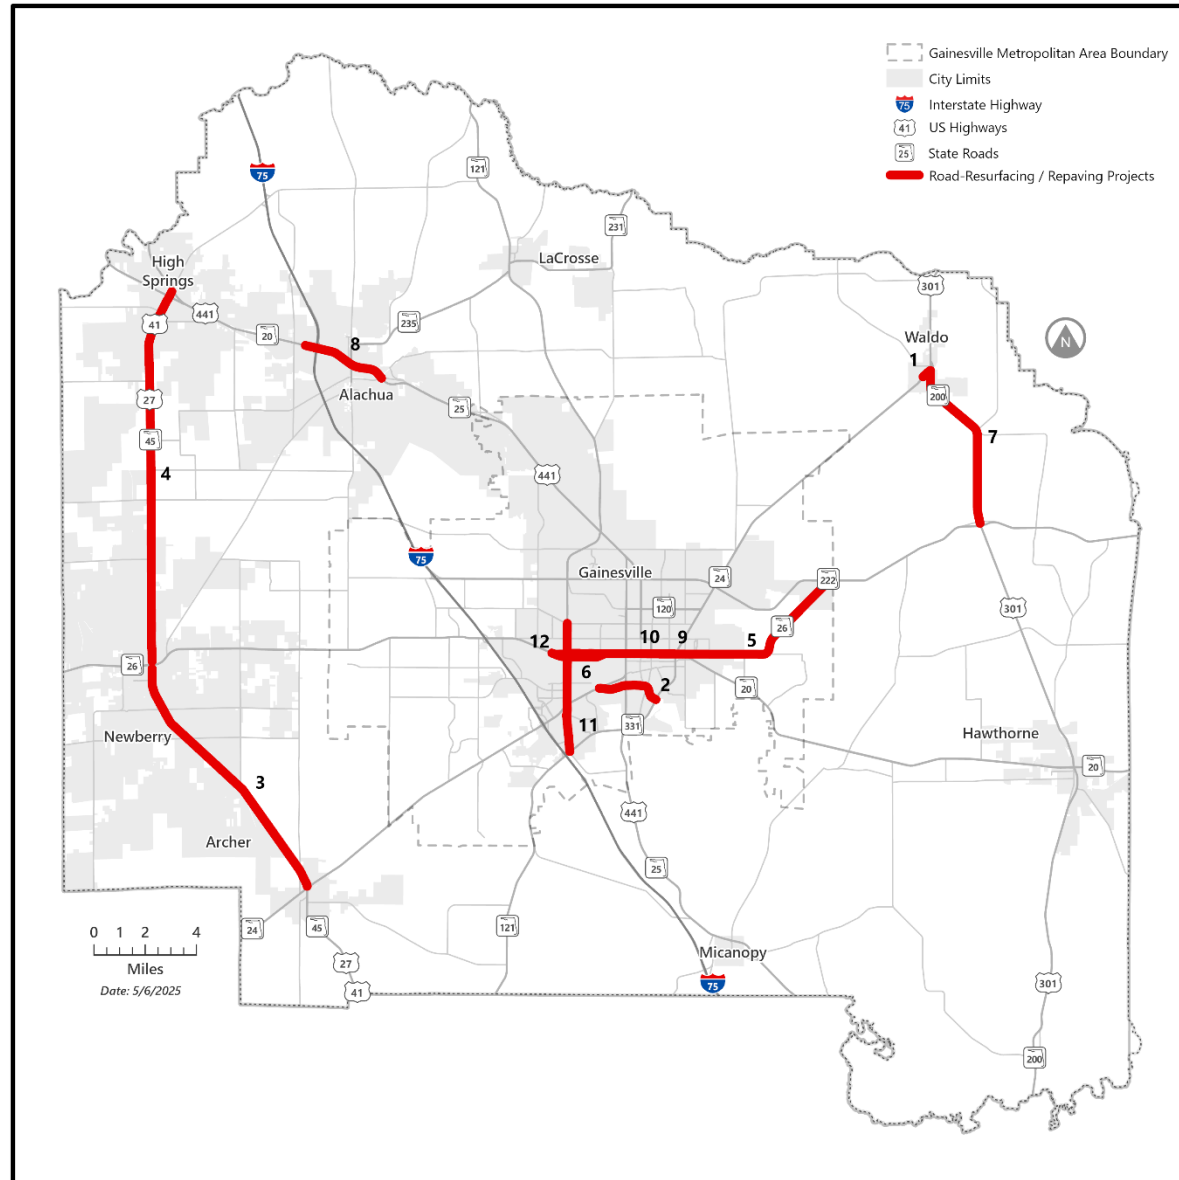 Gainesville Metropolitan Area Boundary
City Limits
75
Interstate Highway
41
US Highways
25
State Roads
Road-Resurfacing / Repaving Projects
75
121
231
LaCrosse
High
Springs
301
441
41
235
20
8
Waldo
N
1
Alachua
27
200
25
45
7
4
441
75
Gainesville
24
222
120
301
12
10
9
5
26
26
6
2
20
11
331
Newberry
Hawthorne
20
3
441
Archer
25
24
45
121
0 1 2 4
Miles
Date: 5/6/2025
27
41
Micanopy
75
301
200